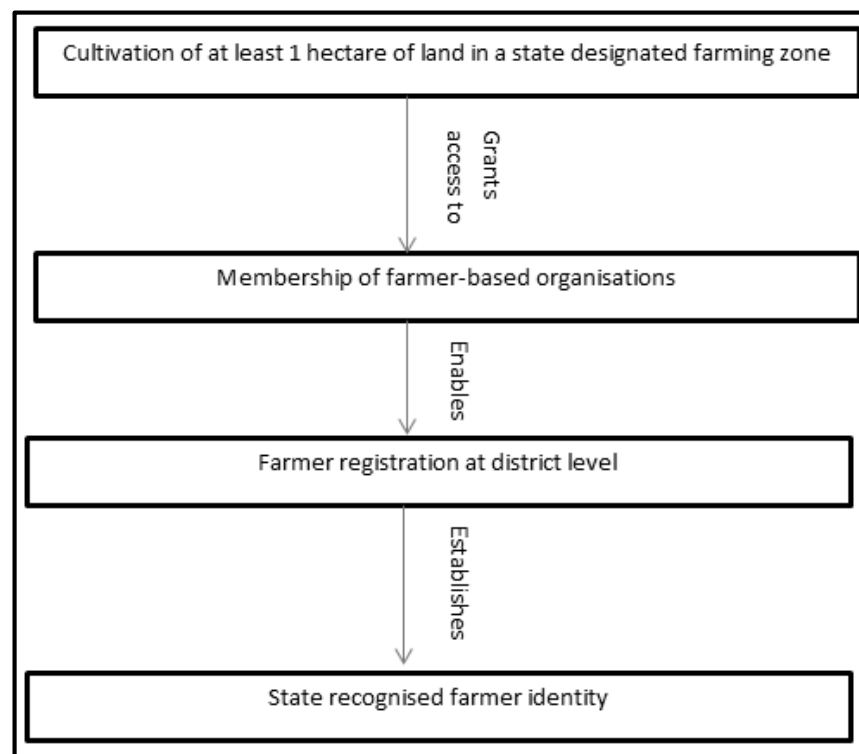 Cultivation of at least 1 hectare of land in a state designated farming zone
Grants
access to
Membership of farmer-based organisations
Enables
Farmer registration at district level
Establishes
State recognised farmer identity